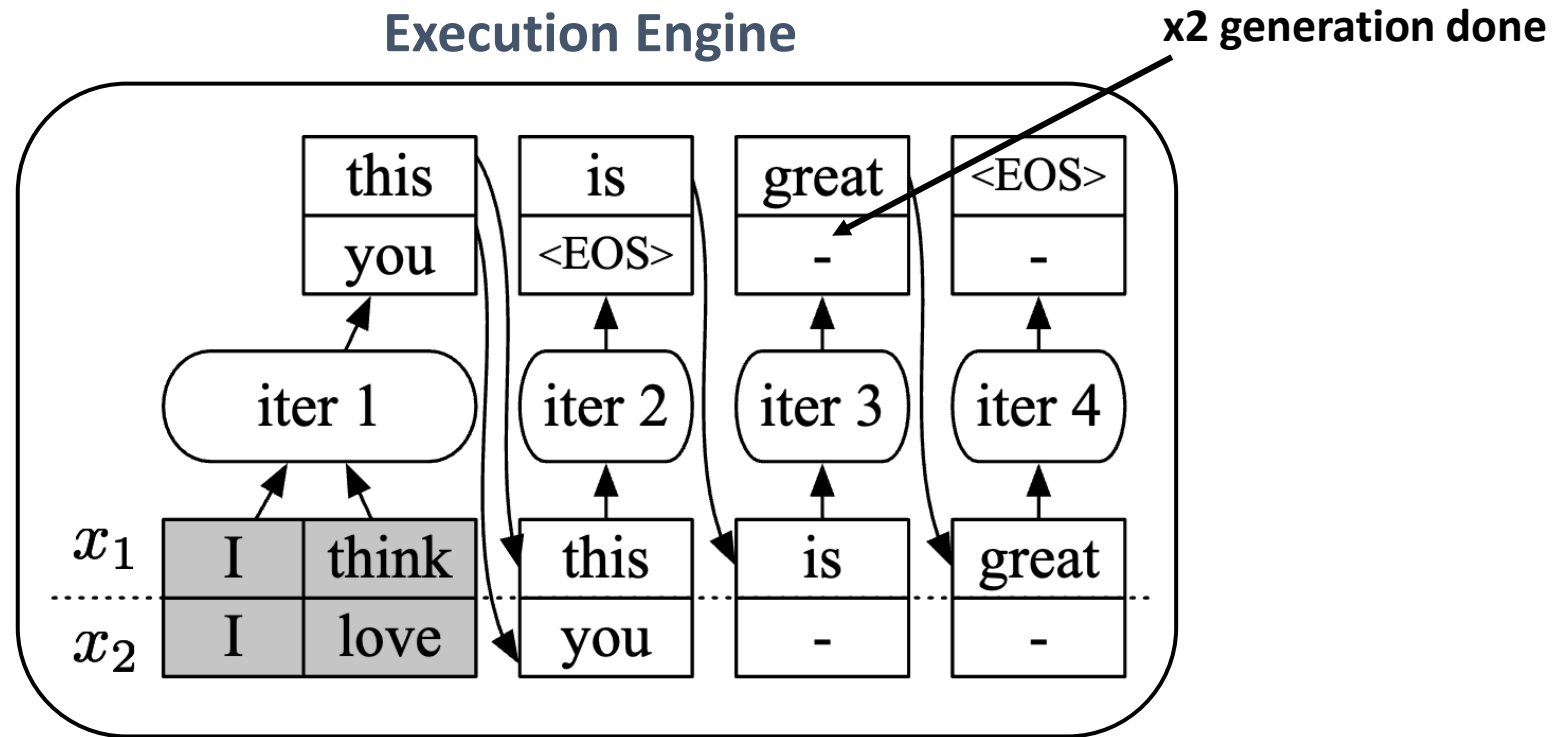 Execution Engine
x2 generation done
this is great <EOS>
you <EOS> - -
iter 1 iter 2 iter 3 iter 4
x₁ I think this is great
x₂ I love you - -